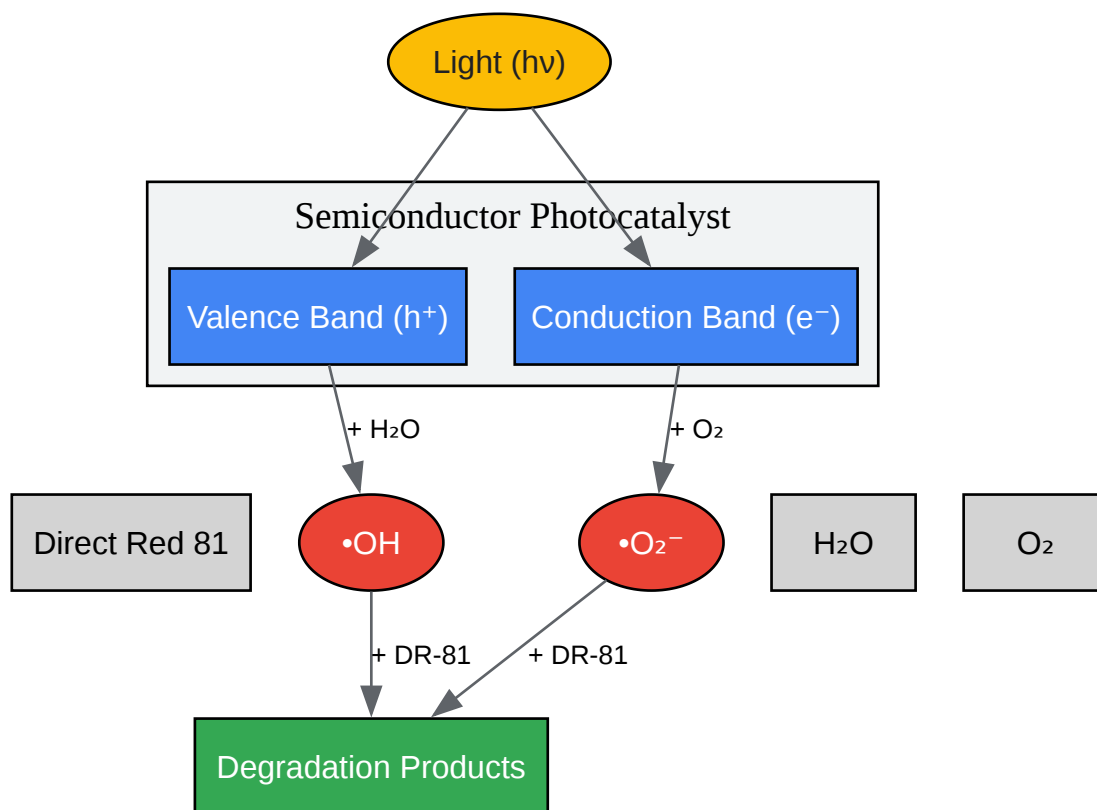 Light (hν)
Semiconductor Photocatalyst
Valence Band (h⁺)
Conduction Band (e⁻)
+ H₂O
+ O₂
Direct Red 81
•OH
•O₂⁻
H₂O
O₂
+ DR-81
+ DR-81
Degradation Products